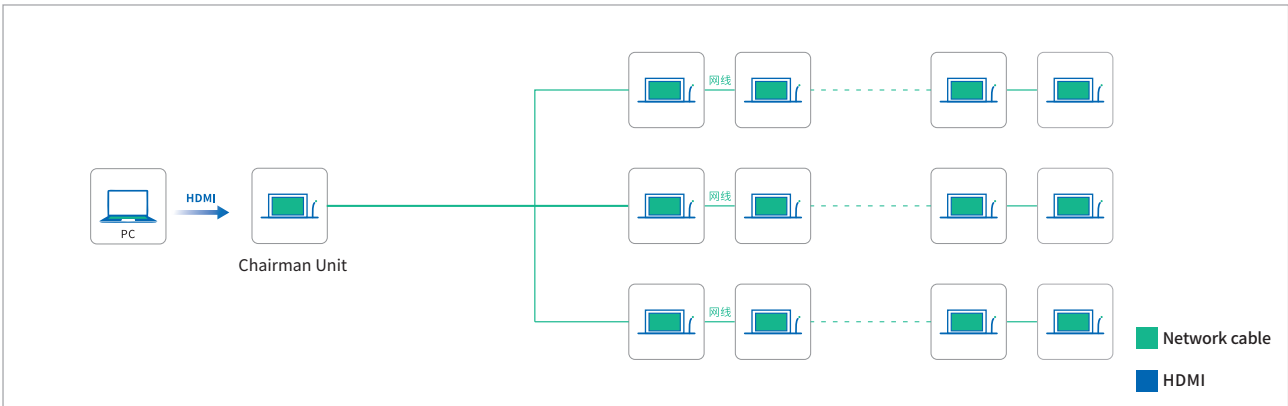 网线
HDMI
网线
PC
Chairman Unit
网线
Network cable
HDMI